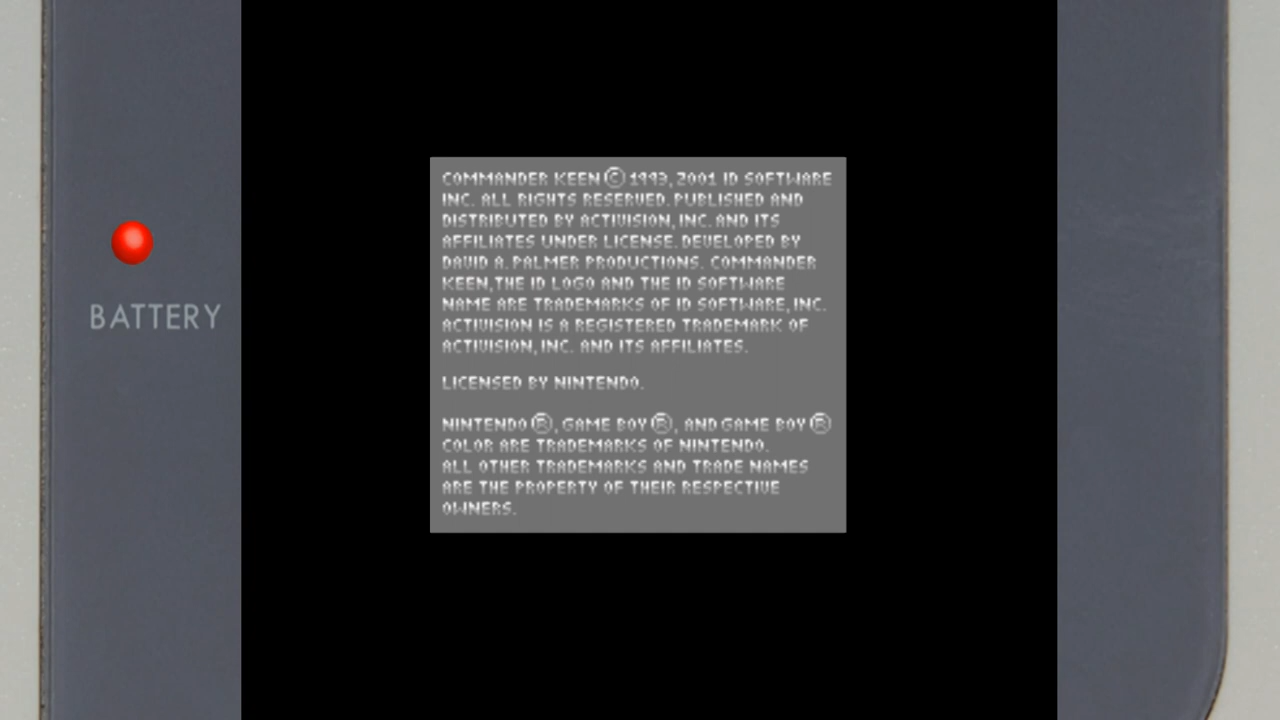 COMMANDER KEEN © 1993, 2001 ID SOFTWARE
INC. ALL RIGHTS RESERVED. PUBLISHED AND
DISTRIBUTED BY ACTIVISION, INC. AND ITS
AFFILIATES UNDER LICENSE. DEVELOPED BY
DAVID A. PALMER PRODUCTIONS. COMMANDER
KEEN, THE ID LOGO AND THE ID SOFTWARE
NAME ARE TRADEMARKS OF ID SOFTWARE, INC.
ACTIVISION IS A REGISTERED TRADEMARK OF
ACTIVISION, INC. AND ITS AFFILIATES.
LICENSED BY NINTENDO.
NINTENDO ®, GAME BOY ®, AND GAME BOY ®
COLOR ARE TRADEMARKS OF NINTENDO.
ALL OTHER TRADEMARKS AND TRADE NAMES
ARE THE PROPERTY OF THEIR RESPECTIVE
OWNERS.
BATTERY